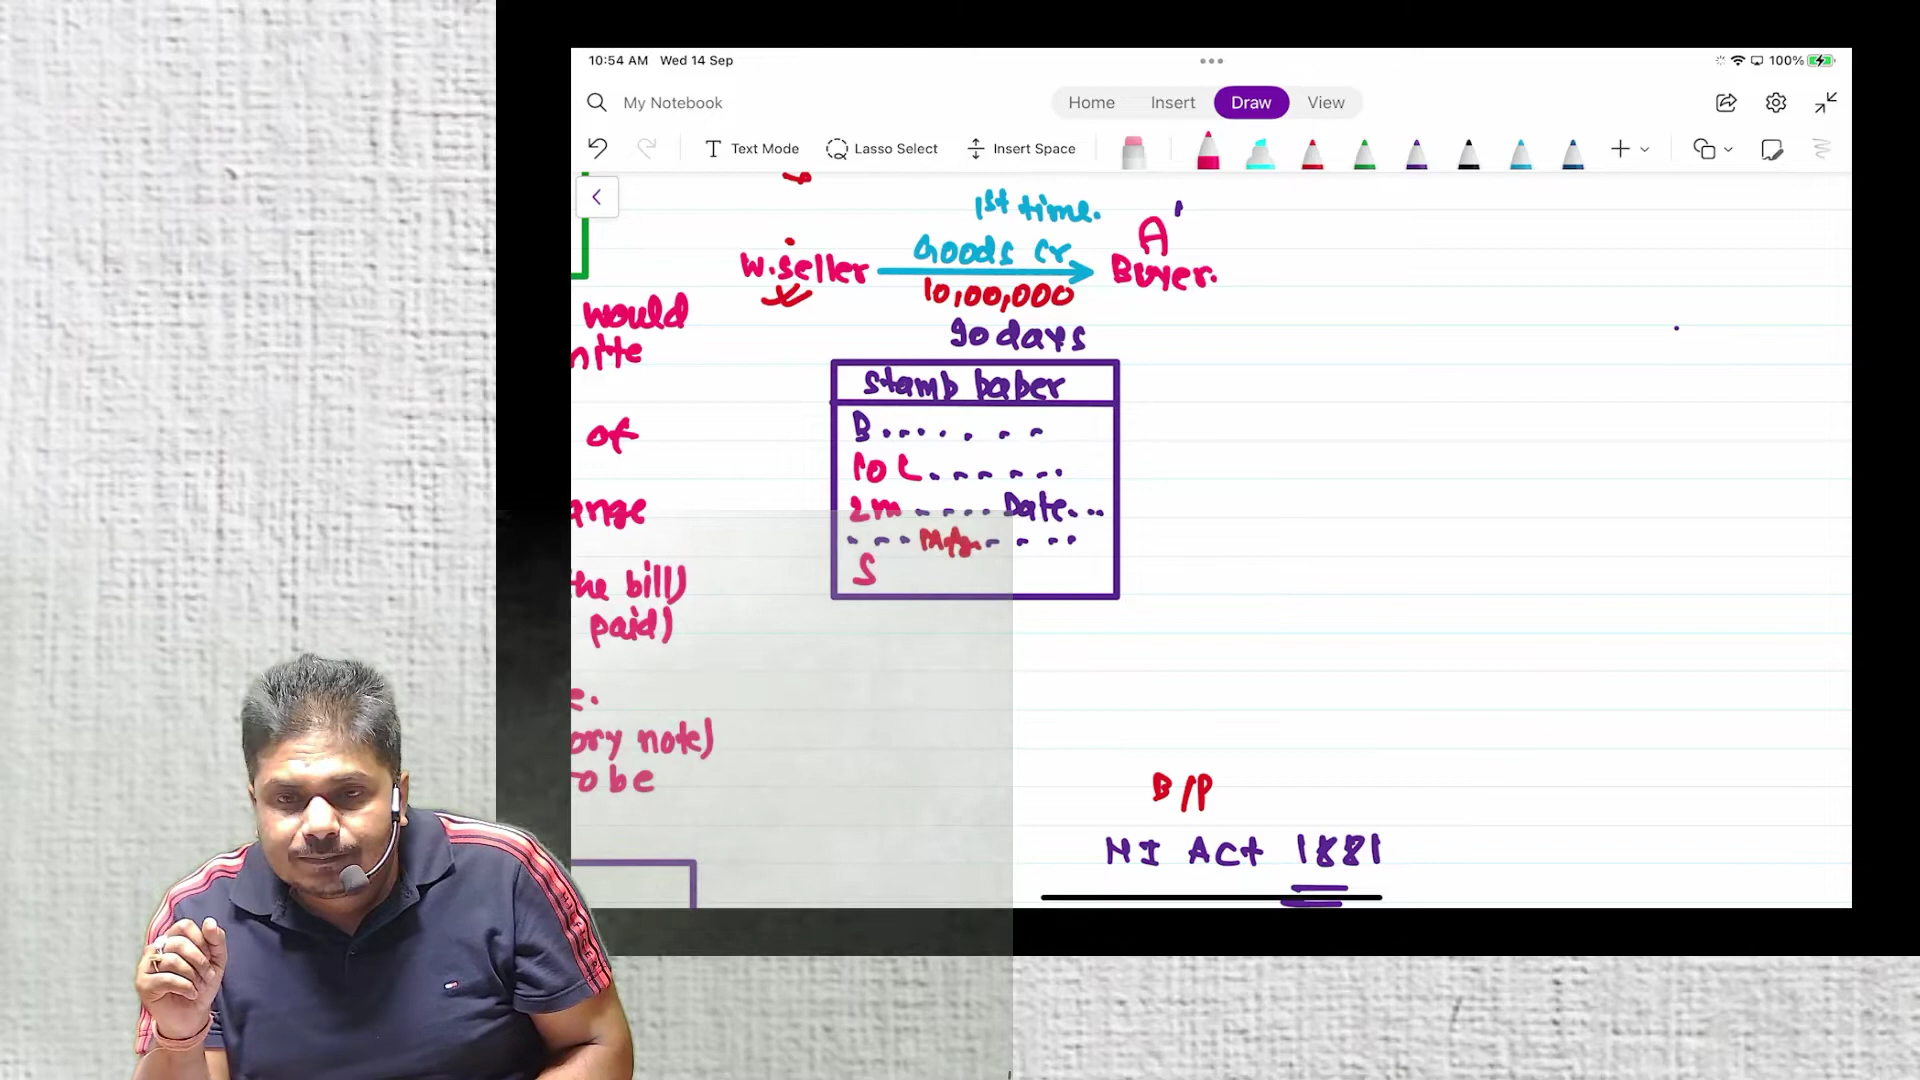 10:54 AM Wed 14 Sep
100%
My Notebook
Home Insert Draw View
Text Mode Lasso Select Insert Space
would
of
the bill)
paid)
ory note)
o be
1st time.
Goods Cr
W.seller
A
Buyer.
10,00,000
90 days
Stamp paper
B
10 L
2m Date
S
B/P
NI Act 1881